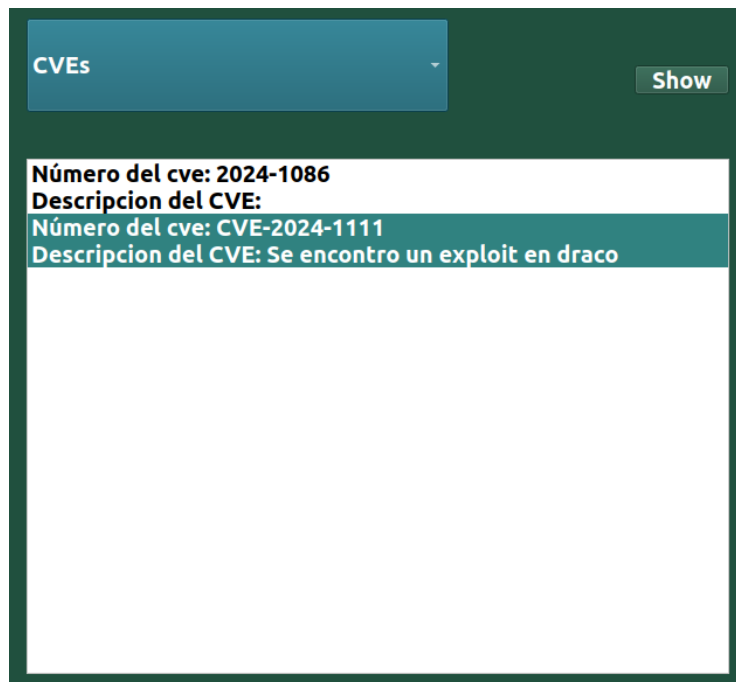 CVEs
Show
Número del cve: 2024-1086
Descripcion del CVE:
Número del cve: CVE-2024-1111
Descripcion del CVE: Se encontro un exploit en draco